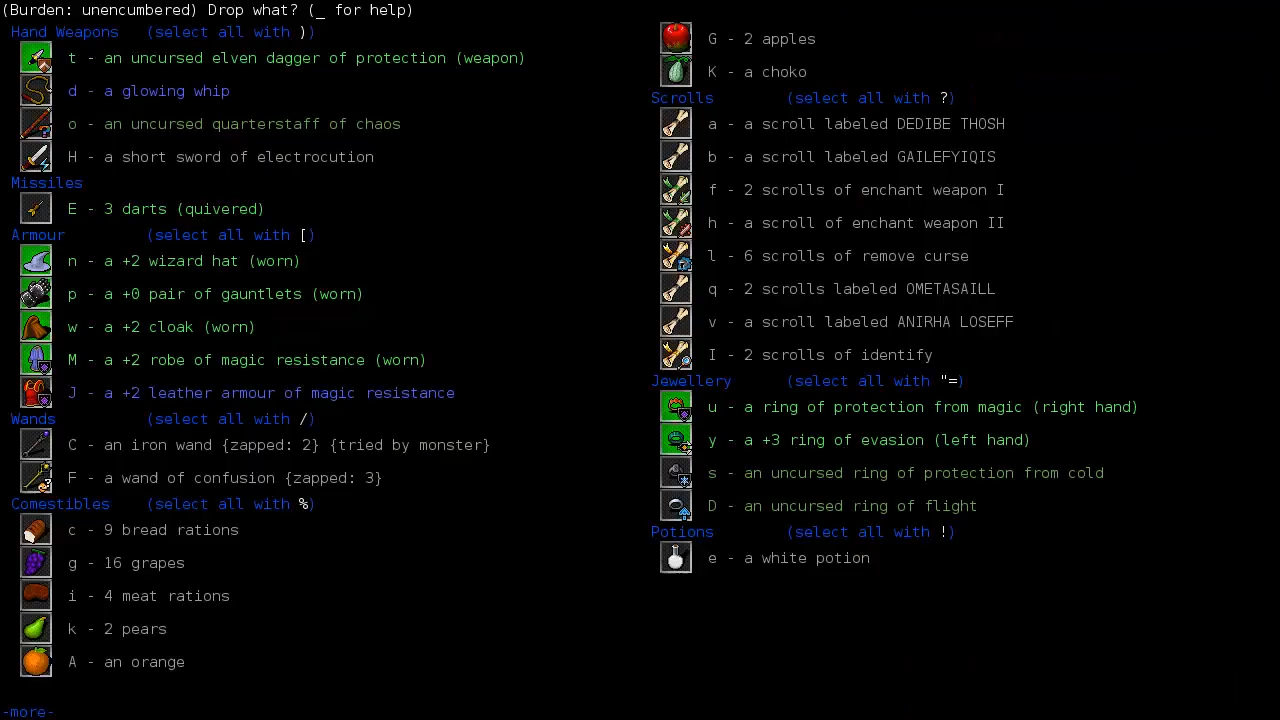 (Burden: unencumbered) Drop what? (_ for help)
Hand Weapons (select all with ))
t - an uncursed elven dagger of protection (weapon)
d - a glowing whip
o - an uncursed quarterstaff of chaos
H - a short sword of electrocution
Missiles
E - 3 darts (quivered)
Armour (select all with [)
n - a +2 wizard hat (worn)
p - a +0 pair of gauntlets (worn)
w - a +2 cloak (worn)
M - a +2 robe of magic resistance (worn)
J - a +2 leather armour of magic resistance
Wands (select all with /)
C - an iron wand {zapped: 2} {tried by monster}
F - a wand of confusion {zapped: 3}
Comestibles (select all with %)
c - 9 bread rations
g - 16 grapes
i - 4 meat rations
k - 2 pears
A - an orange
G - 2 apples
K - a choko
Scrolls (select all with ?)
a - a scroll labeled DEDIBE THOSH
b - a scroll labeled GAILEFYIQIS
f - 2 scrolls of enchant weapon I
h - a scroll of enchant weapon II
l - 6 scrolls of remove curse
q - 2 scrolls labeled OMETASAILL
v - a scroll labeled ANIRHA LOSEFF
I - 2 scrolls of identify
Jewellery (select all with "=)
u - a ring of protection from magic (right hand)
y - a +3 ring of evasion (left hand)
s - an uncursed ring of protection from cold
D - an uncursed ring of flight
Potions (select all with !)
e - a white potion
-more-